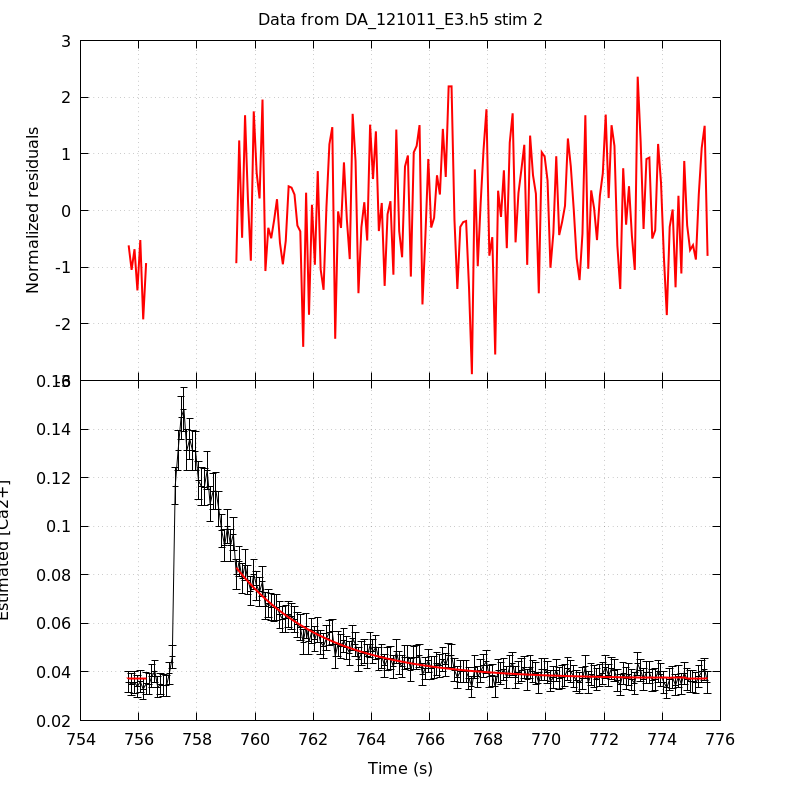 Data from DA_121011_E3.h5 stim 2
3
2
1
0
-1
-2
Normalized residuals
0.14
0.12
0.1
0.08
0.06
0.04
0.02
Estimated [Ca2+]
754 756 758 760 762 764 766 768 770 772 774 776
Time (s)